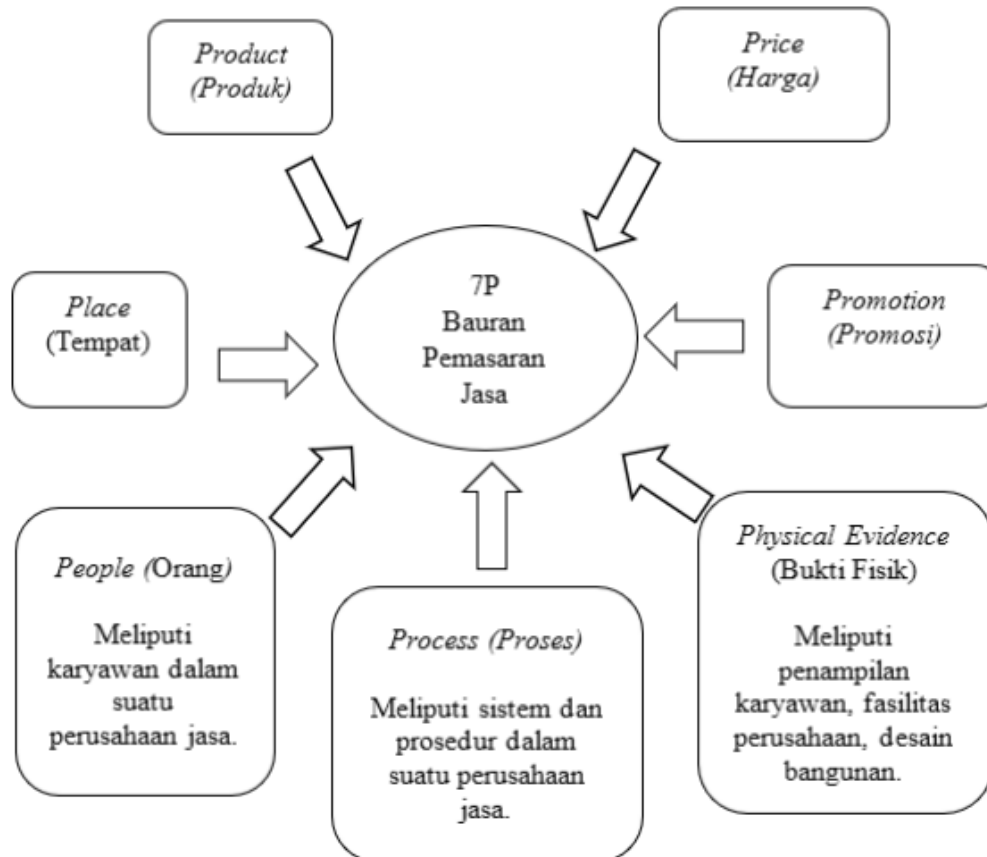 Product
(Produk)
Price
(Harga)
Place
(Tempat)
7P
Bauran
Pemasaran
Jasa
Promotion
(Promosi)
People (Orang)
Meliputi
karyawan dalam
suatu
perusahaan jasa.
Process (Proses)
Meliputi sistem dan
prosedur dalam
suatu perusahaan
jasa.
Physical Evidence
(Bukti Fisik)
Meliputi
penampilan
karyawan, fasilitas
perusahaan, desain
bangunan.